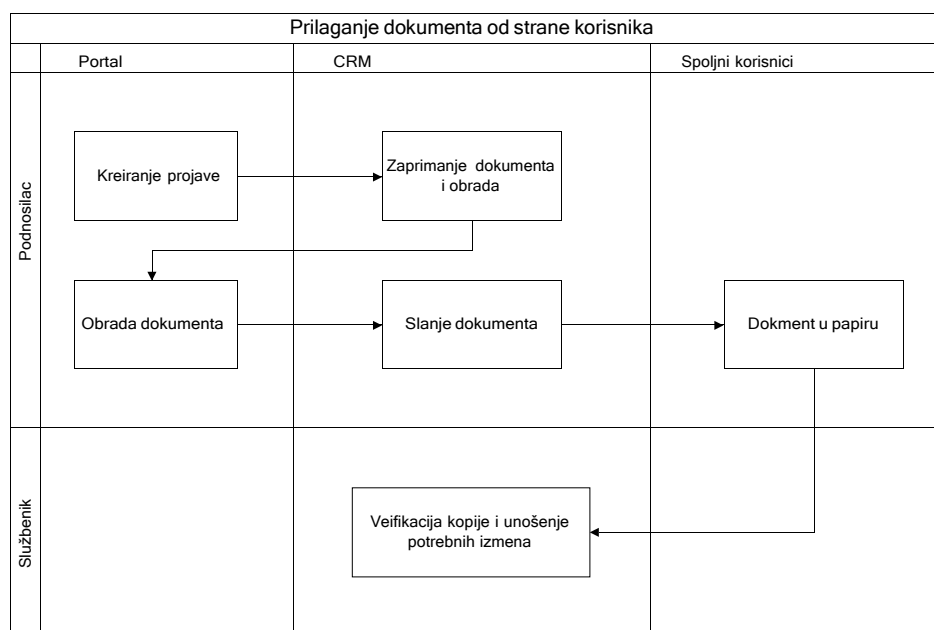 Prilaganje dokumenta od strane korisnika
Portal
CRM
Spoljni korisnici
Podnosilac
Kreiranje projave
Zaprimanje dokumenta
i obrada
Obrada dokumenta
Slanje dokumenta
Dokment u papiru
Službenik
Veifikacija kopije i unošenje
potrebnih izmena